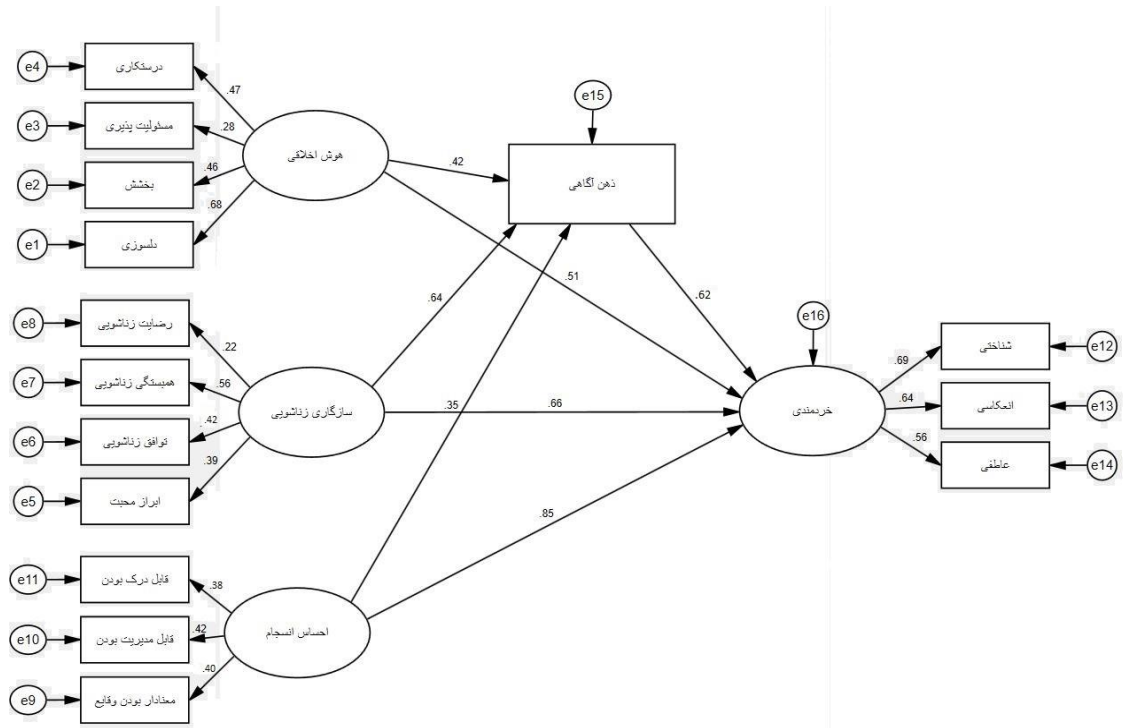 e4
درستکاری
.47
e3
مسئولیت پذیری
.28
e2
بخشش
.46
e1
دلسوزی
.68
هوش اخلاقی
e15
.42
ذهن آگاهی
.51
e8
رضایت زناشویی
.22
e7
همبستگی زناشویی
.56
e6
توافق زناشویی
.42
e5
ابراز محبت
.39
سازگاری زناشویی
.64
.62
.35
.66
e16
خردمندی
.69
شناختی
e12
.64
انعکاسی
e13
.56
عاطفی
e14
.85
e11
قابل درک بودن
.38
e10
قابل مدیریت بودن
.42
e9
معنادار بودن وقایع
.40
احساس انسجام